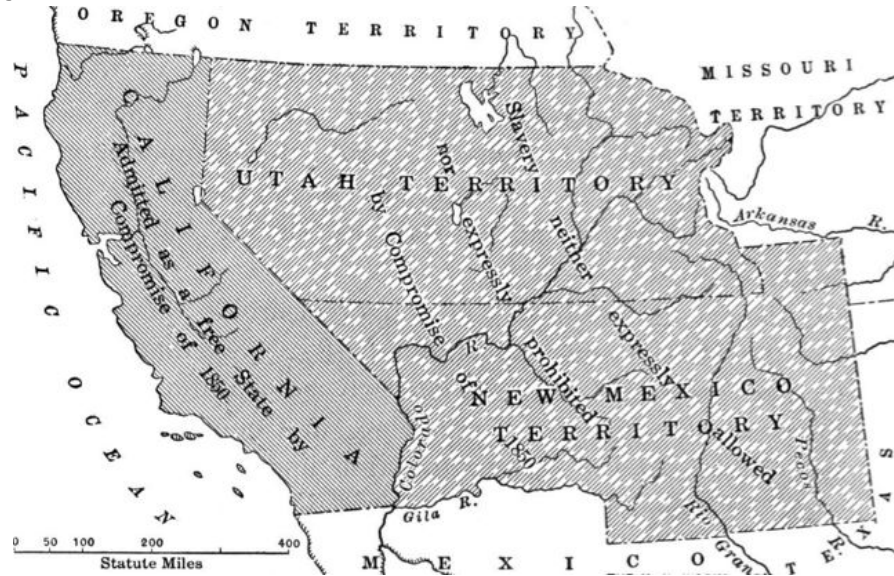 OREGON TERRITORY
MISSOURI
TERRITORY
PACIFIC
OCEAN
CALIFORNIA
Admitted as a free State by
Compromise of 1850
UTAH TERRITORY
Slavery neither expressly allowed
nor expressly prohibited
by Compromise of 1850
NEW MEXICO
TERRITORY
Arkansas R.
Colorado R.
Gila R.
Rio Gran
Pecos R.
TEXAS
MEXICO
0 50 100 200 400
Statute Miles